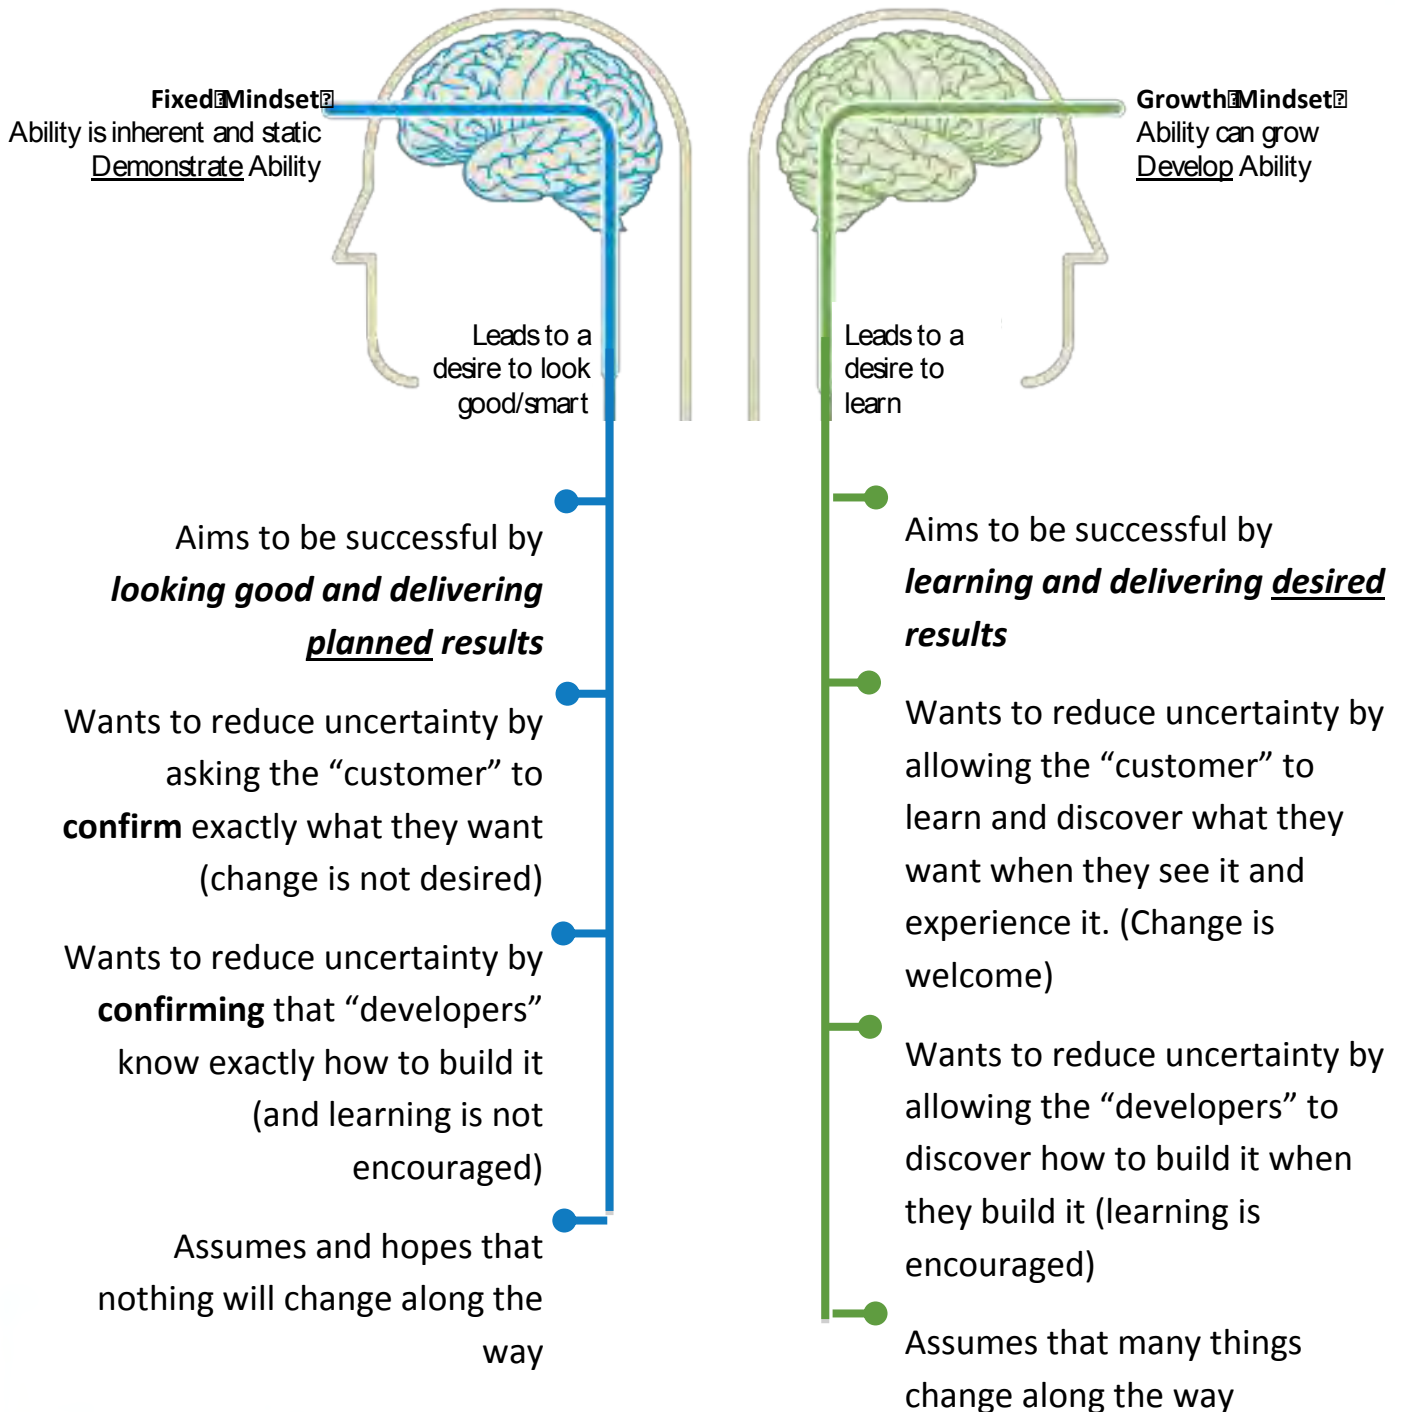 Fixed Mindset
Ability is inherent and static
Demonstrate Ability
Leads to a
desire to look
good/smart
Aims to be successful by
looking good and delivering
planned results
Wants to reduce uncertainty by
asking the “customer” to
confirm exactly what they want
(change is not desired)
Wants to reduce uncertainty by
confirming that “developers”
know exactly how to build it
(and learning is not
encouraged)
Assumes and hopes that
nothing will change along the
way
Growth Mindset
Ability can grow
Develop Ability
Leads to a
desire to
learn
Aims to be successful by
learning and delivering desired
results
Wants to reduce uncertainty by
allowing the “customer” to
learn and discover what they
want when they see it and
experience it. (Change is
welcome)
Wants to reduce uncertainty by
allowing the “developers” to
discover how to build it when
they build it (learning is
encouraged)
Assumes that many things
change along the way